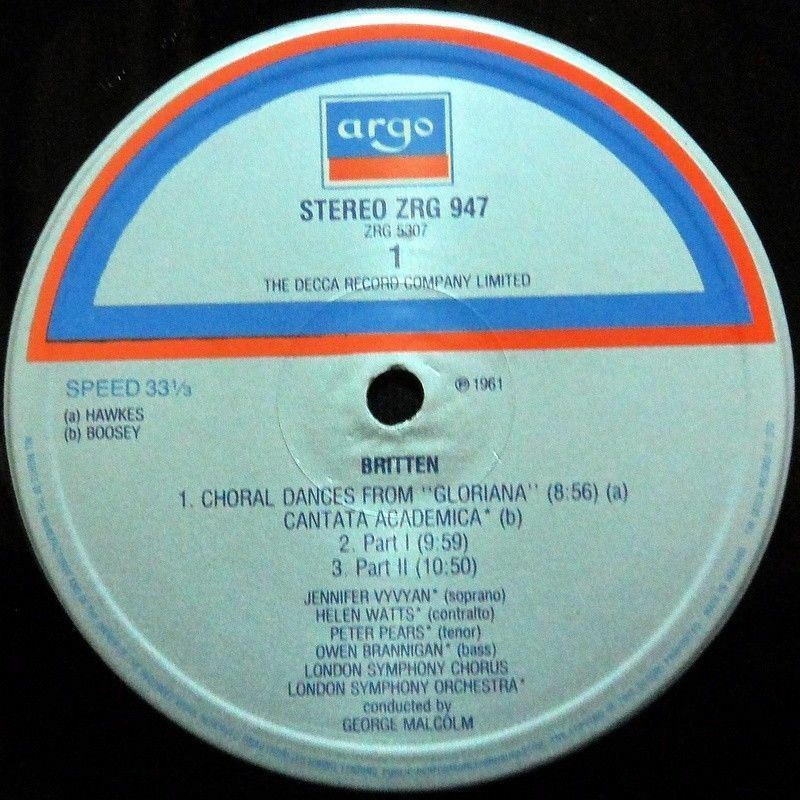 argo
STEREO ZRG 947
ZRG 5307
1
THE DECCA RECORD COMPANY LIMITED
SPEED 33⅓
℗ 1961
(a) HAWKES
(b) BOOSEY
BRITTEN
1. CHORAL DANCES FROM "GLORIANA" (8:56) (a)
CANTATA ACADEMICA* (b)
2. Part I (9:59)
3. Part II (10:50)
JENNIFER VYVYAN* (soprano)
HELEN WATTS* (contralto)
PETER PEARS* (tenor)
OWEN BRANNIGAN* (bass)
LONDON SYMPHONY CHORUS
LONDON SYMPHONY ORCHESTRA*
conducted by
GEORGE MALCOLM